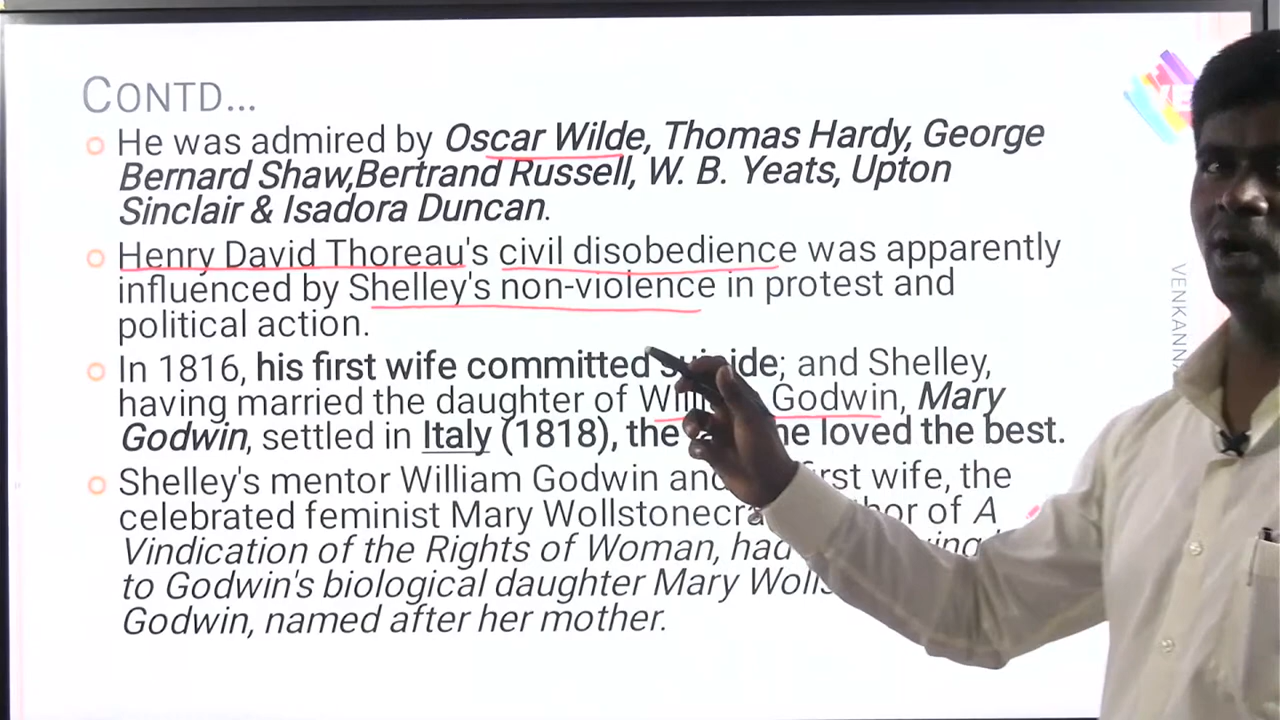 CONTD...
He was admired by Oscar Wilde, Thomas Hardy, George
Bernard Shaw,Bertrand Russell, W. B. Yeats, Upton
Sinclair & Isadora Duncan.
Henry David Thoreau's civil disobedience was apparently
influenced by Shelley's non-violence in protest and
political action.
In 1816, his first wife committed suicide; and Shelley,
having married the daughter of William Godwin, Mary
Godwin, settled in Italy (1818), the loved the best.
Shelley's mentor William Godwin and first wife, the
celebrated feminist Mary Wollstonecraft of A
Vindication of the Rights of Woman, had
to Godwin's biological daughter Mary
Godwin, named after her mother.